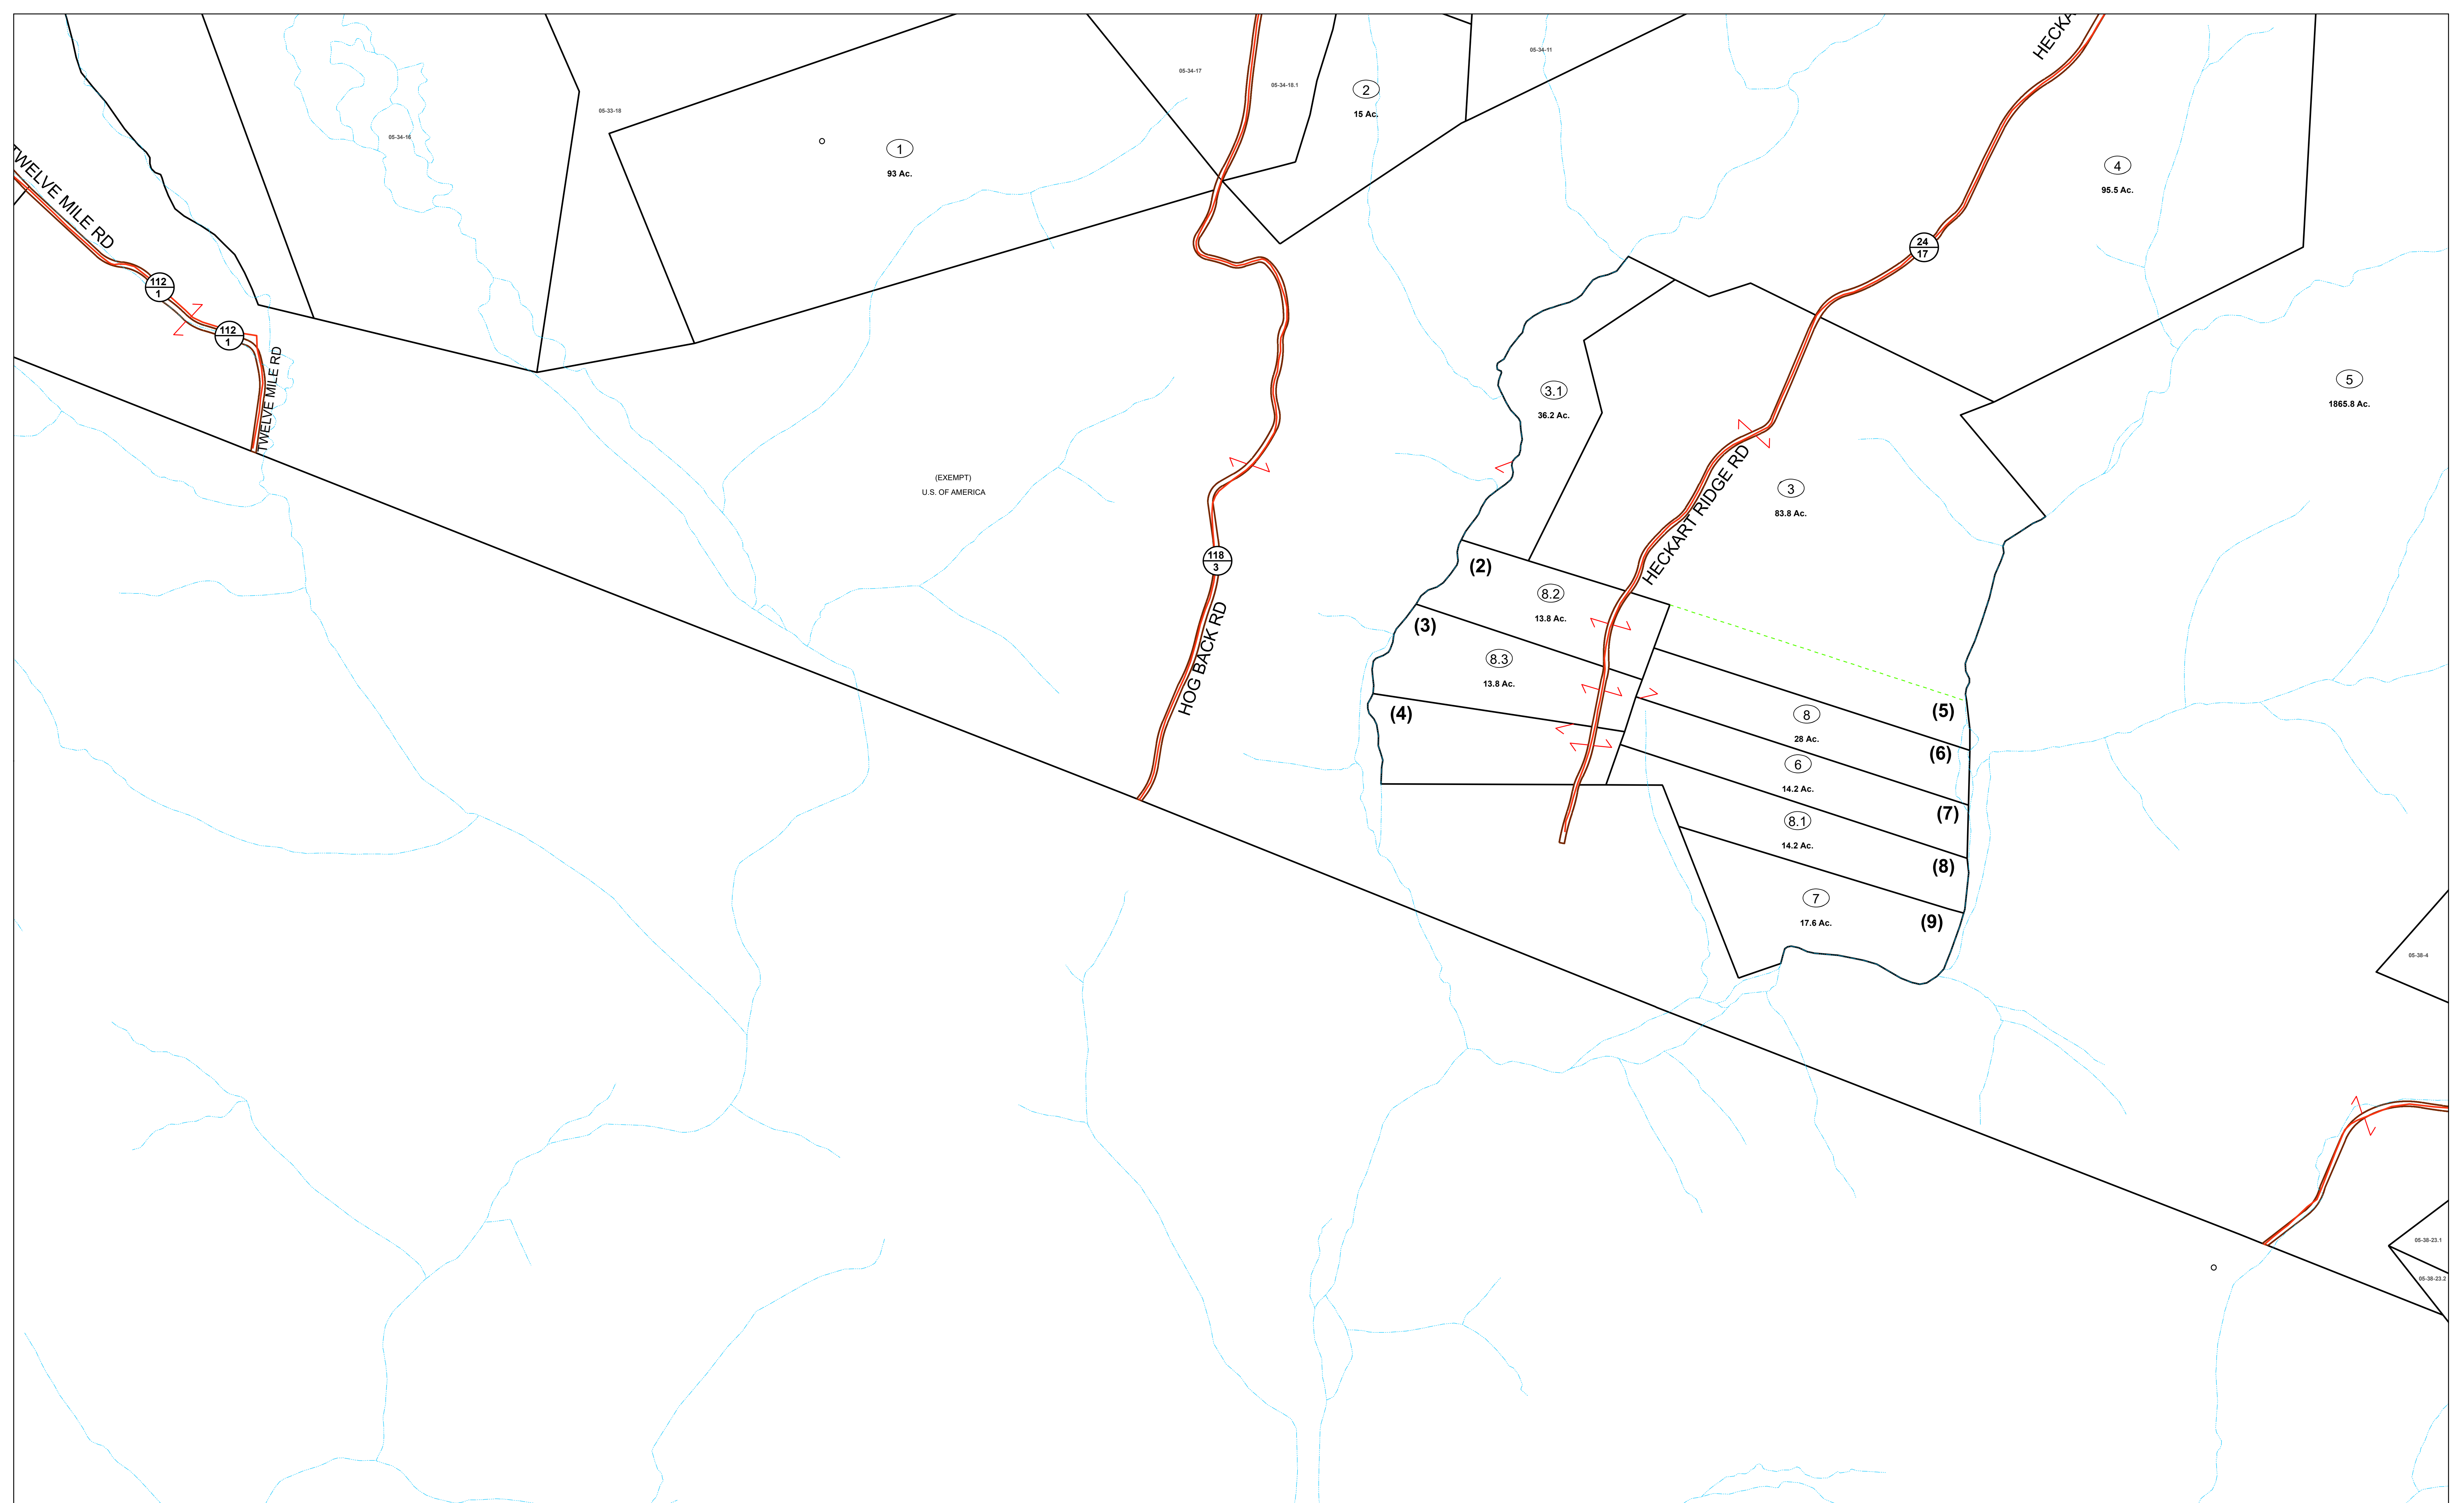 HECKA
05-34-11
05-34-17
05-34-18.1
2
15 Ac.
05-33-18
05-34-16
1
93 Ac.
4
95.5 Ac.
TWELVE MILE RD
24
17
112
1
112
1
TWELVE MILE RD
5
1865.8 Ac.
3.1
36.2 Ac.
(EXEMPT)
U.S. OF AMERICA
3
83.8 Ac.
HECKART RIDGE RD
118
3
(2)
8.2
13.8 Ac.
(3)
HOG BACK RD
8.3
13.8 Ac.
(4)
(5)
8
28 Ac.
(6)
6
14.2 Ac.
(7)
8.1
14.2 Ac.
(8)
7
17.6 Ac.
(9)
05-38-4
05-38-23.1
05-38-23.2